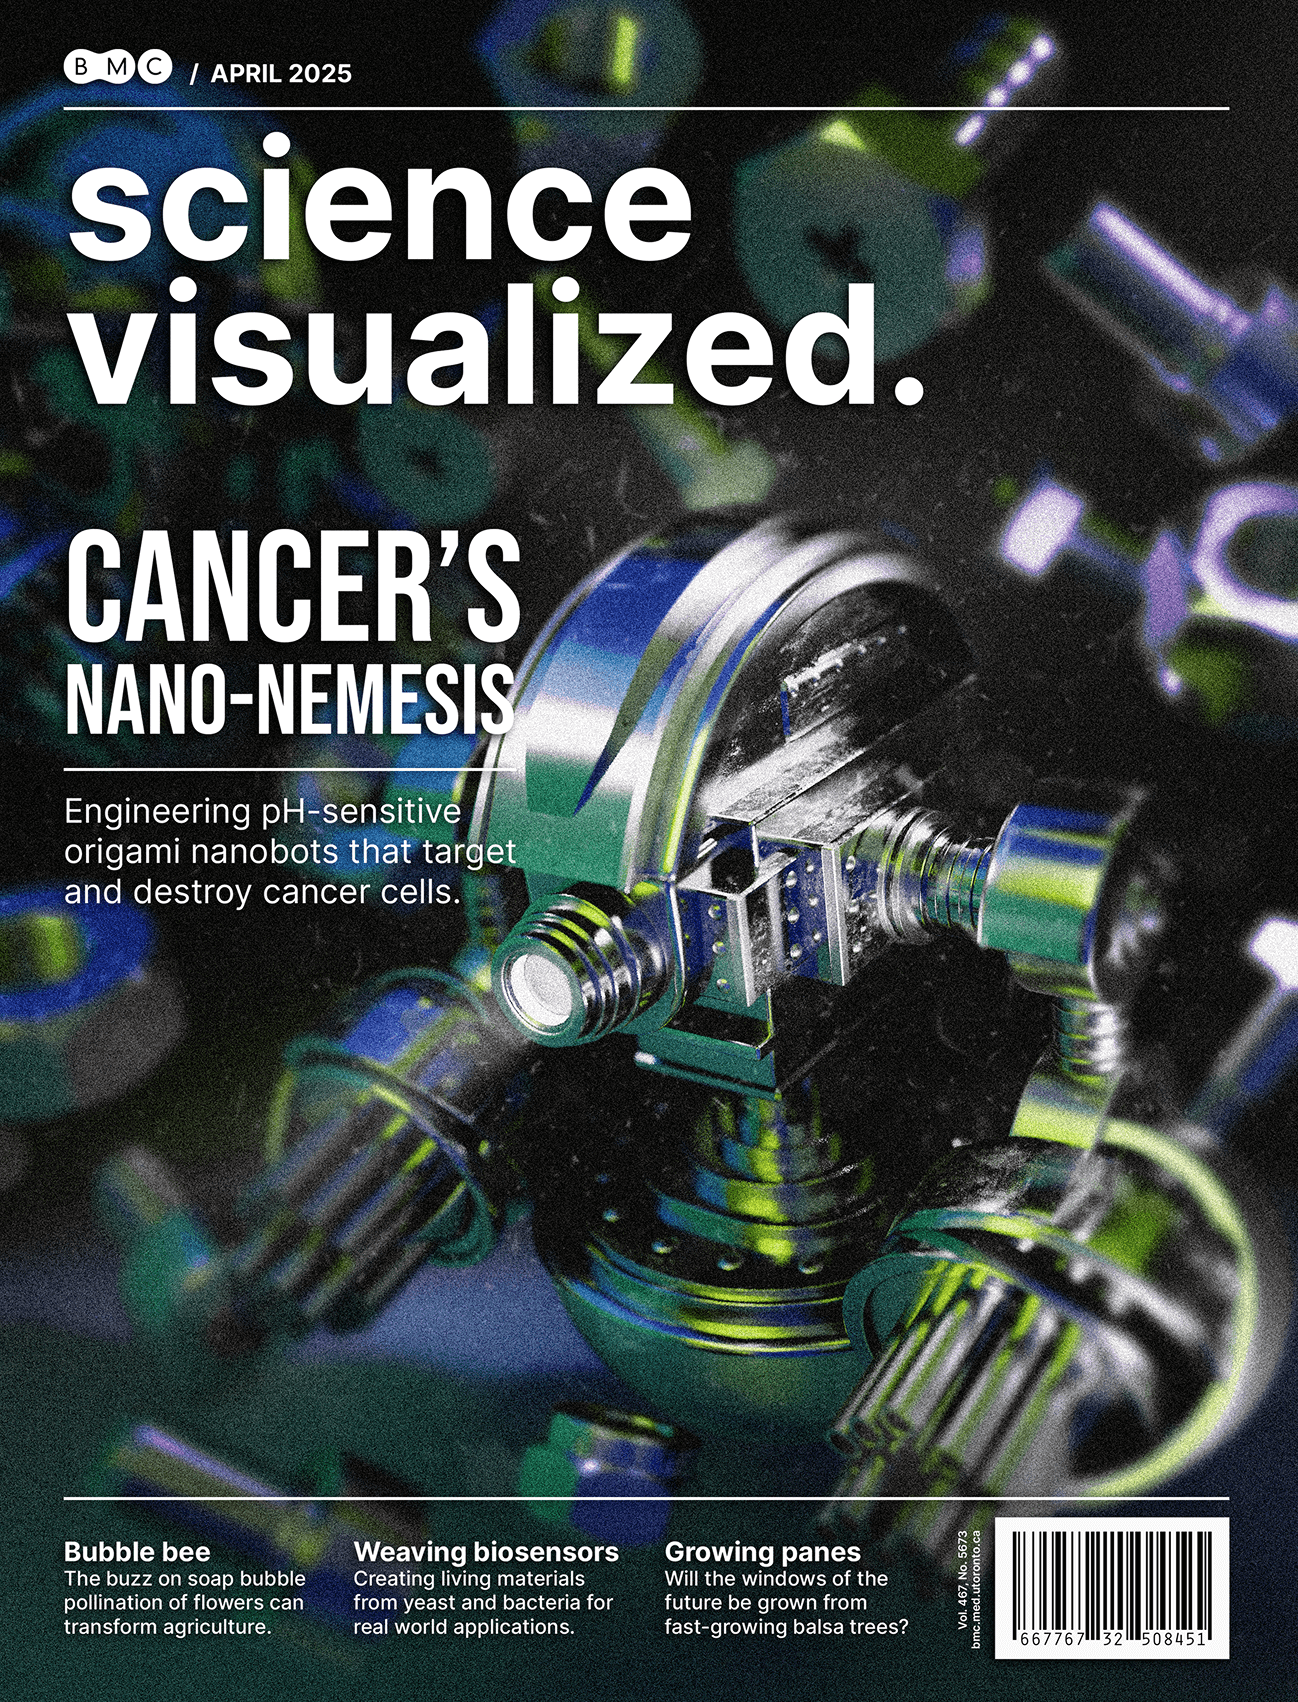 BMC / APRIL 2025
science
visualized.
CANCER'S
NANO-NEMESIS
Engineering pH-sensitive
origami nanobots that target
and destroy cancer cells.
Bubble bee
The buzz on soap bubble
pollination of flowers can
transform agriculture.
Weaving biosensors
Creating living materials
from yeast and bacteria for
real world applications.
Growing panes
Will the windows of the
future be grown from
fast-growing balsa trees?
Vol. 467, No. 5673
bmc.med.utoronto.ca
667767 32 508451